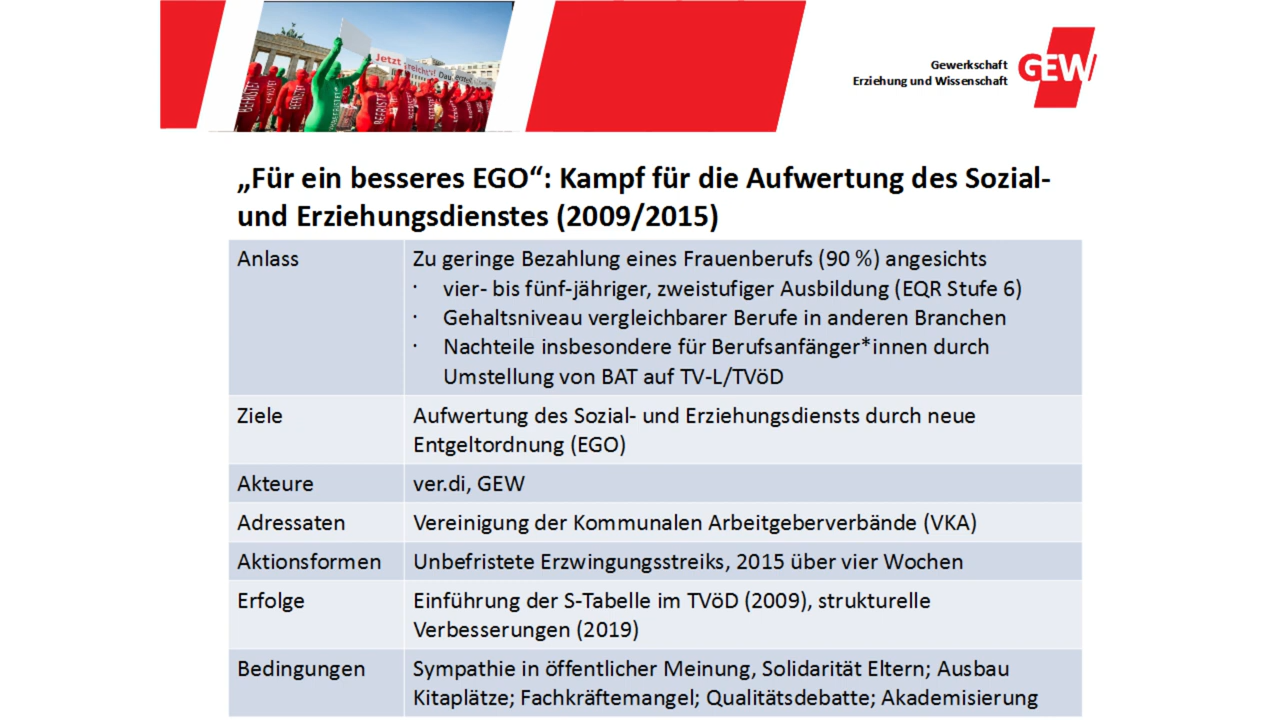 Jetzt reicht's! Dau
BEFRISTET
Gewerkschaft
Erziehung und Wissenschaft
GEW
„Für ein besseres EGO“: Kampf für die Aufwertung des Sozial-
und Erziehungsdienstes (2009/2015)
Anlass
Zu geringe Bezahlung eines Frauenberufs (90 %) angesichts
· vier- bis fünf-jähriger, zweistufiger Ausbildung (EQR Stufe 6)
· Gehaltsniveau vergleichbarer Berufe in anderen Branchen
· Nachteile insbesondere für Berufsanfänger*innen durch
Umstellung von BAT auf TV-L/TVöD
Ziele
Aufwertung des Sozial- und Erziehungsdiensts durch neue
Entgeltordnung (EGO)
Akteure
ver.di, GEW
Adressaten
Vereinigung der Kommunalen Arbeitgeberverbände (VKA)
Aktionsformen
Unbefristete Erzwingungsstreiks, 2015 über vier Wochen
Erfolge
Einführung der S-Tabelle im TVöD (2009), strukturelle
Verbesserungen (2019)
Bedingungen
Sympathie in öffentlicher Meinung, Solidarität Eltern; Ausbau
Kitaplätze; Fachkräftemangel; Qualitätsdebatte; Akademisierung